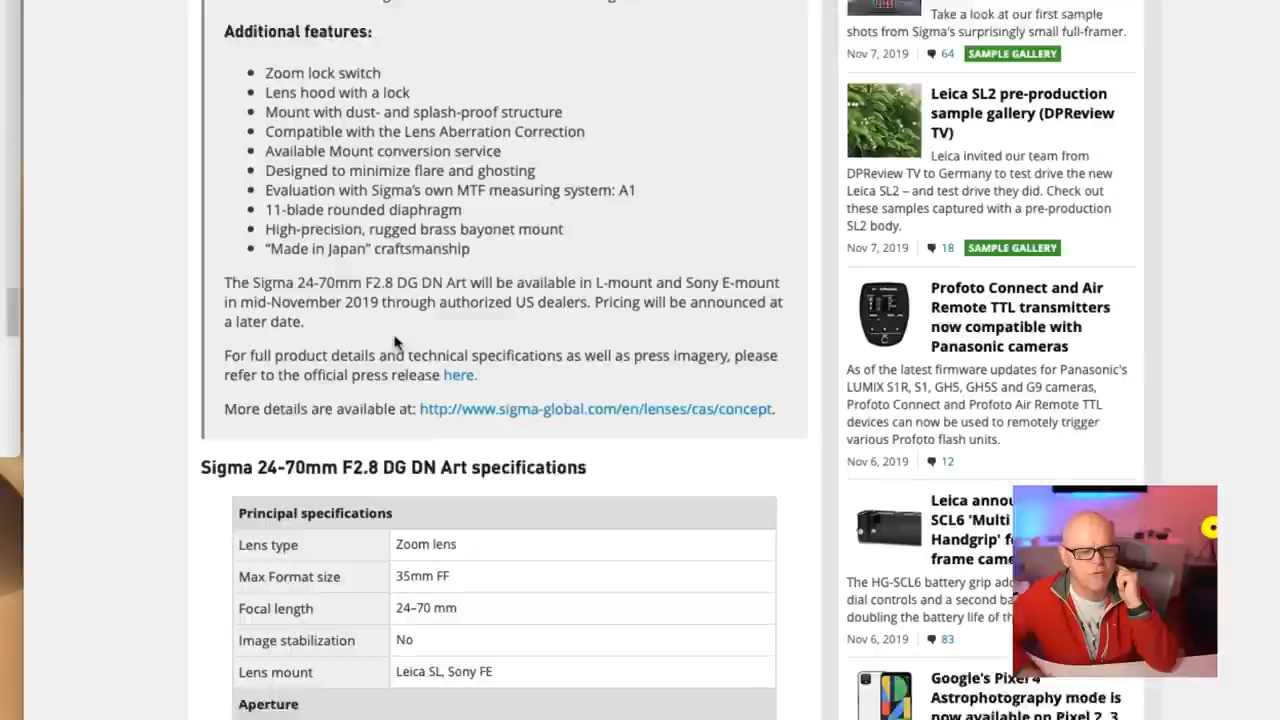 Additional features:
Zoom lock switch
Lens hood with a lock
Mount with dust- and splash-proof structure
Compatible with the Lens Aberration Correction
Available Mount conversion service
Designed to minimize flare and ghosting
Evaluation with Sigma's own MTF measuring system: A1
11-blade rounded diaphragm
High-precision, rugged brass bayonet mount
“Made in Japan” craftsmanship
The Sigma 24-70mm F2.8 DG DN Art will be available in L-mount and Sony E-mount
in mid-November 2019 through authorized US dealers. Pricing will be announced at
a later date.
For full product details and technical specifications as well as press imagery, please
refer to the official press release here.
More details are available at: http://www.sigma-global.com/en/lenses/cas/concept.
Sigma 24-70mm F2.8 DG DN Art specifications
Principal specifications
Lens type Zoom lens
Max Format size 35mm FF
Focal length 24–70 mm
Image stabilization No
Lens mount Leica SL, Sony FE
Aperture
Take a look at our first sample
shots from Sigma's surprisingly small full-framer.
Nov 7, 2019 64 SAMPLE GALLERY
Leica SL2 pre-production
sample gallery (DPReview
TV)
Leica invited our team from
DPReview TV to Germany to test drive the new
Leica SL2 – and test drive they did. Check out
these samples captured with a pre-production
SL2 body.
Nov 7, 2019 18 SAMPLE GALLERY
Profoto Connect and Air
Remote TTL transmitters
now compatible with
Panasonic cameras
As of the latest firmware updates for Panasonic's
LUMIX S1R, S1, GH5, GH5S and G9 cameras,
Profoto Connect and Profoto Air Remote TTL
devices can now be used to remotely trigger
various Profoto flash units.
Nov 6, 2019 12
Leica
SCL6 'Multi
Handgrip'
frame
The HG-SCL6 battery grip
dial controls and a second
doubling the battery life of
Nov 6, 2019 83
Google's Pixel 4
Astrophotography mode is
now available on Pixel 2, 3